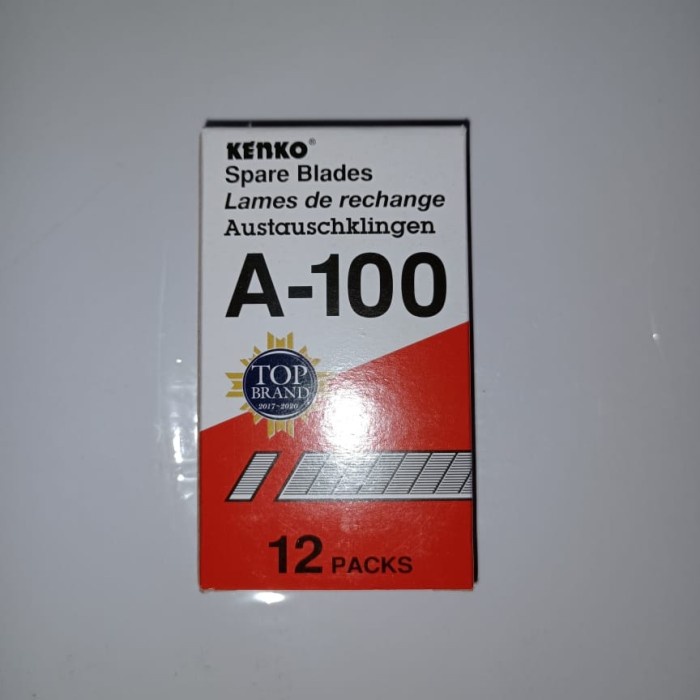 KENKO®
Spare Blades
Lames de rechange
Austauschklingen
A-100
TOP
BRAND
2017-2020
12 PACKS